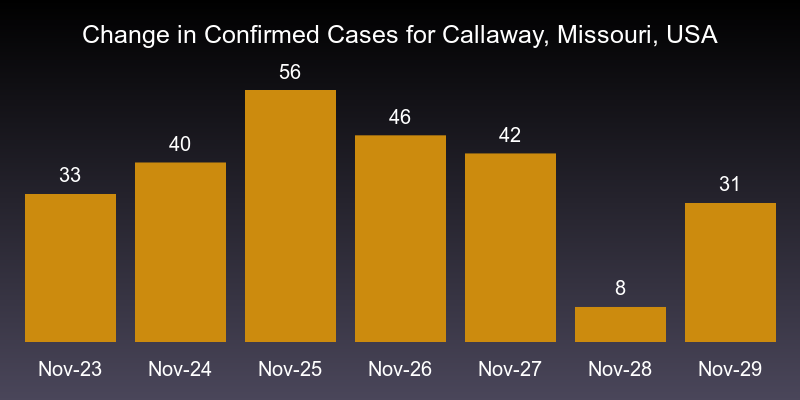 Change in Confirmed Cases for Callaway, Missouri, USA
33
40
56
46
42
8
31
Nov-23
Nov-24
Nov-25
Nov-26
Nov-27
Nov-28
Nov-29